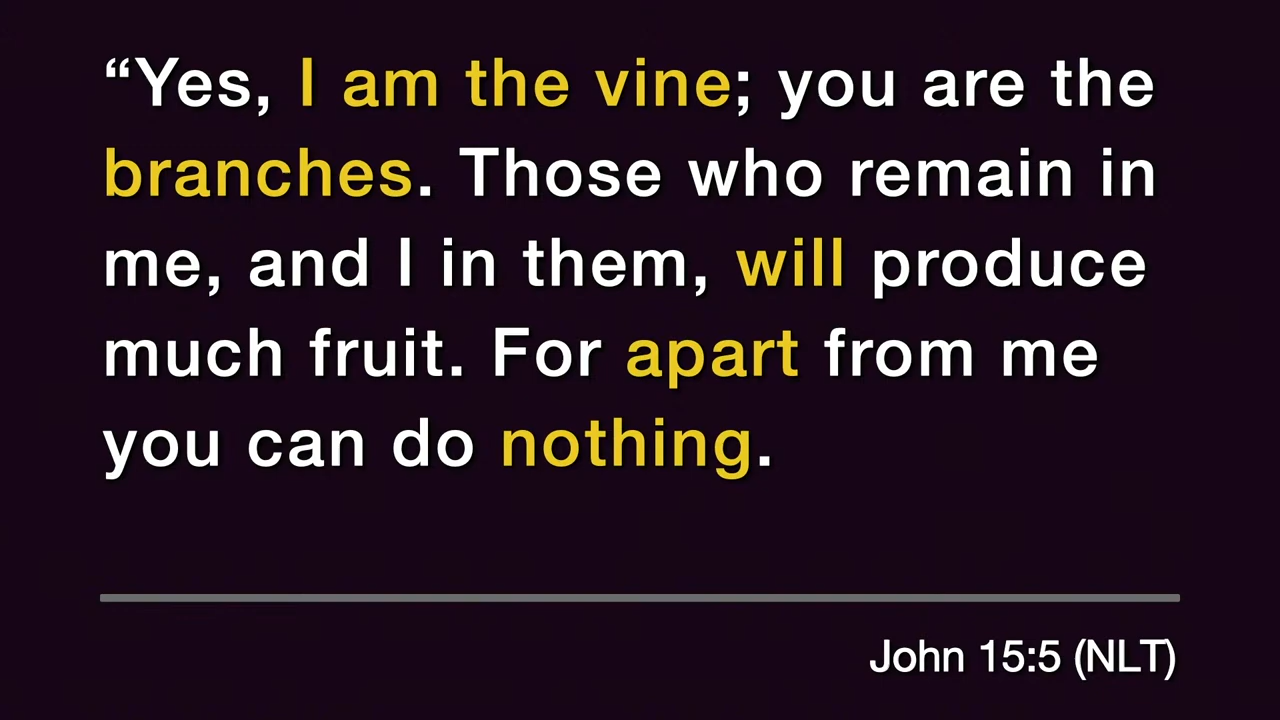 “Yes, I am the vine; you are the
branches. Those who remain in
me, and I in them, will produce
much fruit. For apart from me
you can do nothing.
John 15:5 (NLT)